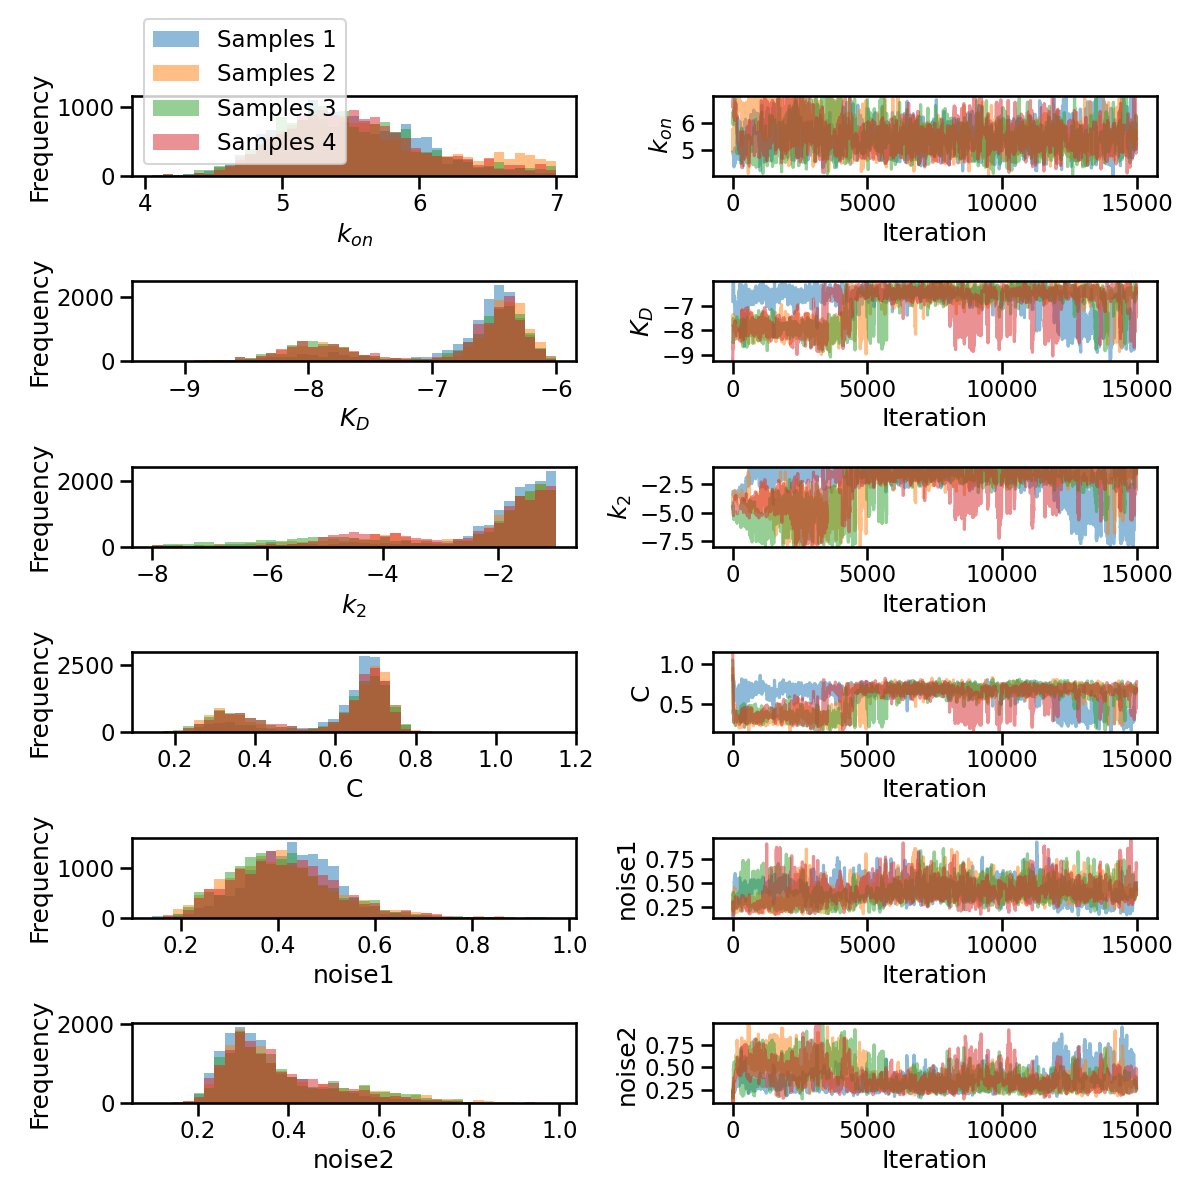 Samples 1
Samples 2
Samples 3
Samples 4
Frequency
1000
0
4 5 6 7
k_on
k_on
6
5
0 5000 10000 15000
Iteration
Frequency
2000
0
−9 −8 −7 −6
K_D
K_D
−7
−8
−9
0 5000 10000 15000
Iteration
Frequency
2000
0
−8 −6 −4 −2
k_2
k_2
−2.5
−5.0
−7.5
0 5000 10000 15000
Iteration
Frequency
2500
0
0.2 0.4 0.6 0.8 1.0 1.2
C
C
1.0
0.5
0 5000 10000 15000
Iteration
Frequency
1000
0
0.2 0.4 0.6 0.8 1.0
noise1
noise1
0.75
0.50
0.25
0 5000 10000 15000
Iteration
Frequency
2000
0
0.2 0.4 0.6 0.8 1.0
noise2
noise2
0.75
0.50
0.25
0 5000 10000 15000
Iteration